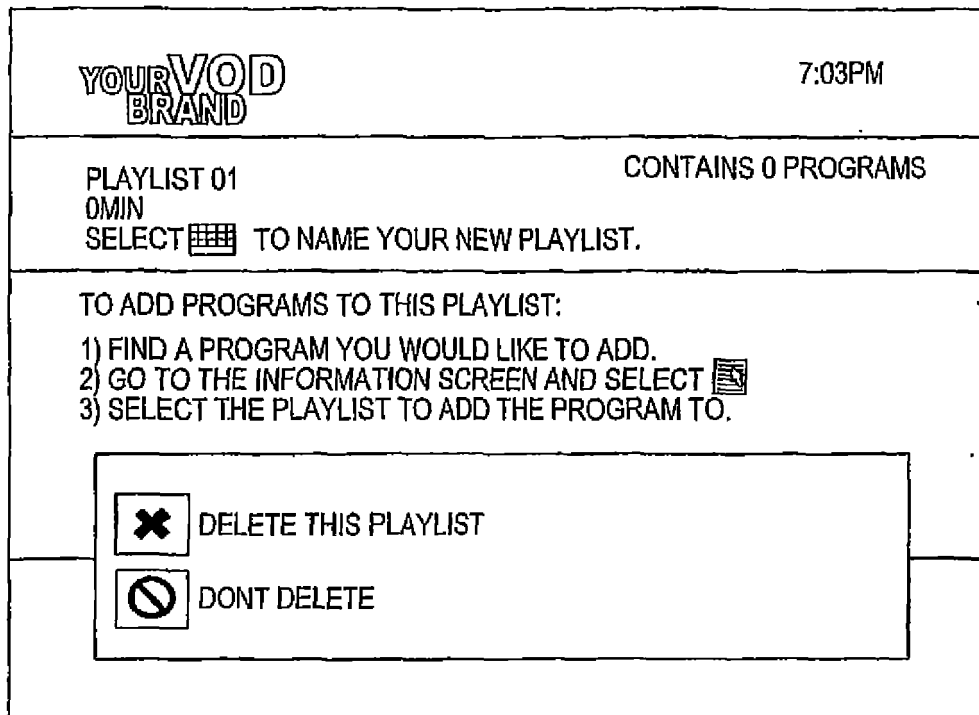 YOUR VOD
BRAND
7:03PM
PLAYLIST 01
CONTAINS 0 PROGRAMS
0MIN
SELECT TO NAME YOUR NEW PLAYLIST.
TO ADD PROGRAMS TO THIS PLAYLIST:
1) FIND A PROGRAM YOU WOULD LIKE TO ADD.
2) GO TO THE INFORMATION SCREEN AND SELECT
3) SELECT THE PLAYLIST TO ADD THE PROGRAM TO.
DELETE THIS PLAYLIST
DONT DELETE